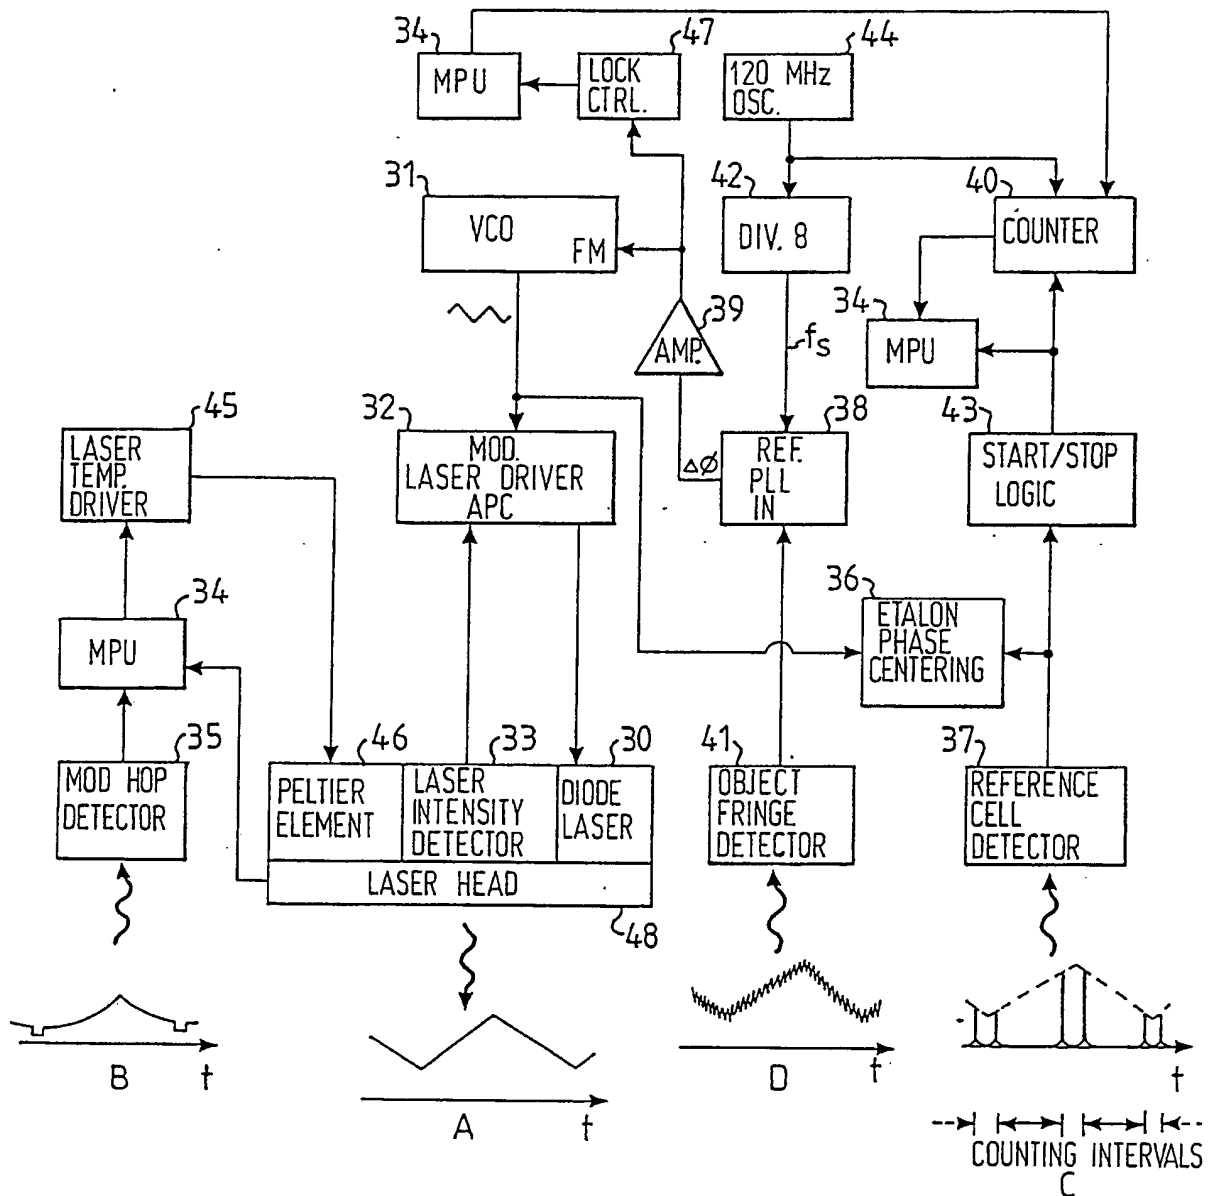 34
MPU
47
LOCK
CTRL.
44
120 MHz
OSC.
31
VCO
FM
42
DIV. 8
40
COUNTER
39
AMP.
fs
34
MPU
45
LASER
TEMP.
DRIVER
32
MOD.
LASER DRIVER
APC
Δφ
38
REF.
PLL
IN
43
START/STOP
LOGIC
34
MPU
36
ETALON
PHASE
CENTERING
35
MOD HOP
DETECTOR
46
PELTIER
ELEMENT
33
LASER
INTENSITY
DETECTOR
30
DIODE
LASER
LASER HEAD
48
41
OBJECT
FRINGE
DETECTOR
37
REFERENCE
CELL
DETECTOR
B
t
A
t
D
t
t
COUNTING INTERVALS
C